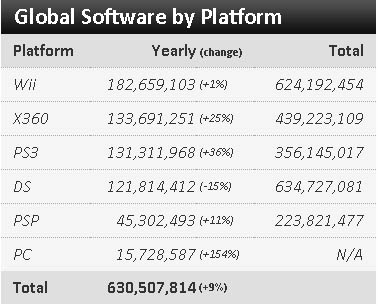 Global Software by Platform
Platform Yearly (change) Total
Wii 182,659,103 (+1%) 624,192,454
X360 133,691,251 (+25%) 439,223,109
PS3 131,311,968 (+36%) 356,145,017
DS 121,814,412 (-15%) 634,727,081
PSP 45,302,493 (+11%) 223,821,477
PC 15,728,587 (+154%) N/A
Total 630,507,814 (+9%)